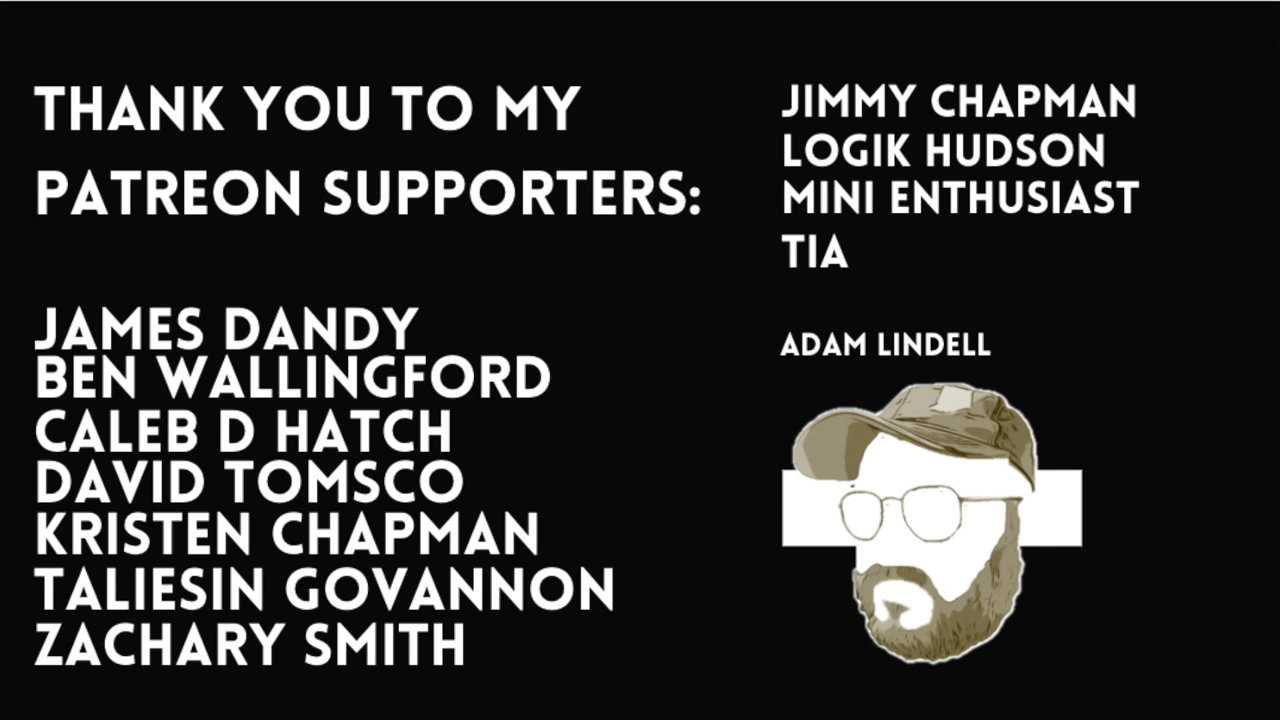 THANK YOU TO MY
PATREON SUPPORTERS:
JAMES DANDY
BEN WALLINGFORD
CALEB D HATCH
DAVID TOMSCO
KRISTEN CHAPMAN
TALIESIN GOVANNON
ZACHARY SMITH
JIMMY CHAPMAN
LOGIK HUDSON
MINI ENTHUSIAST
TIA
ADAM LINDELL